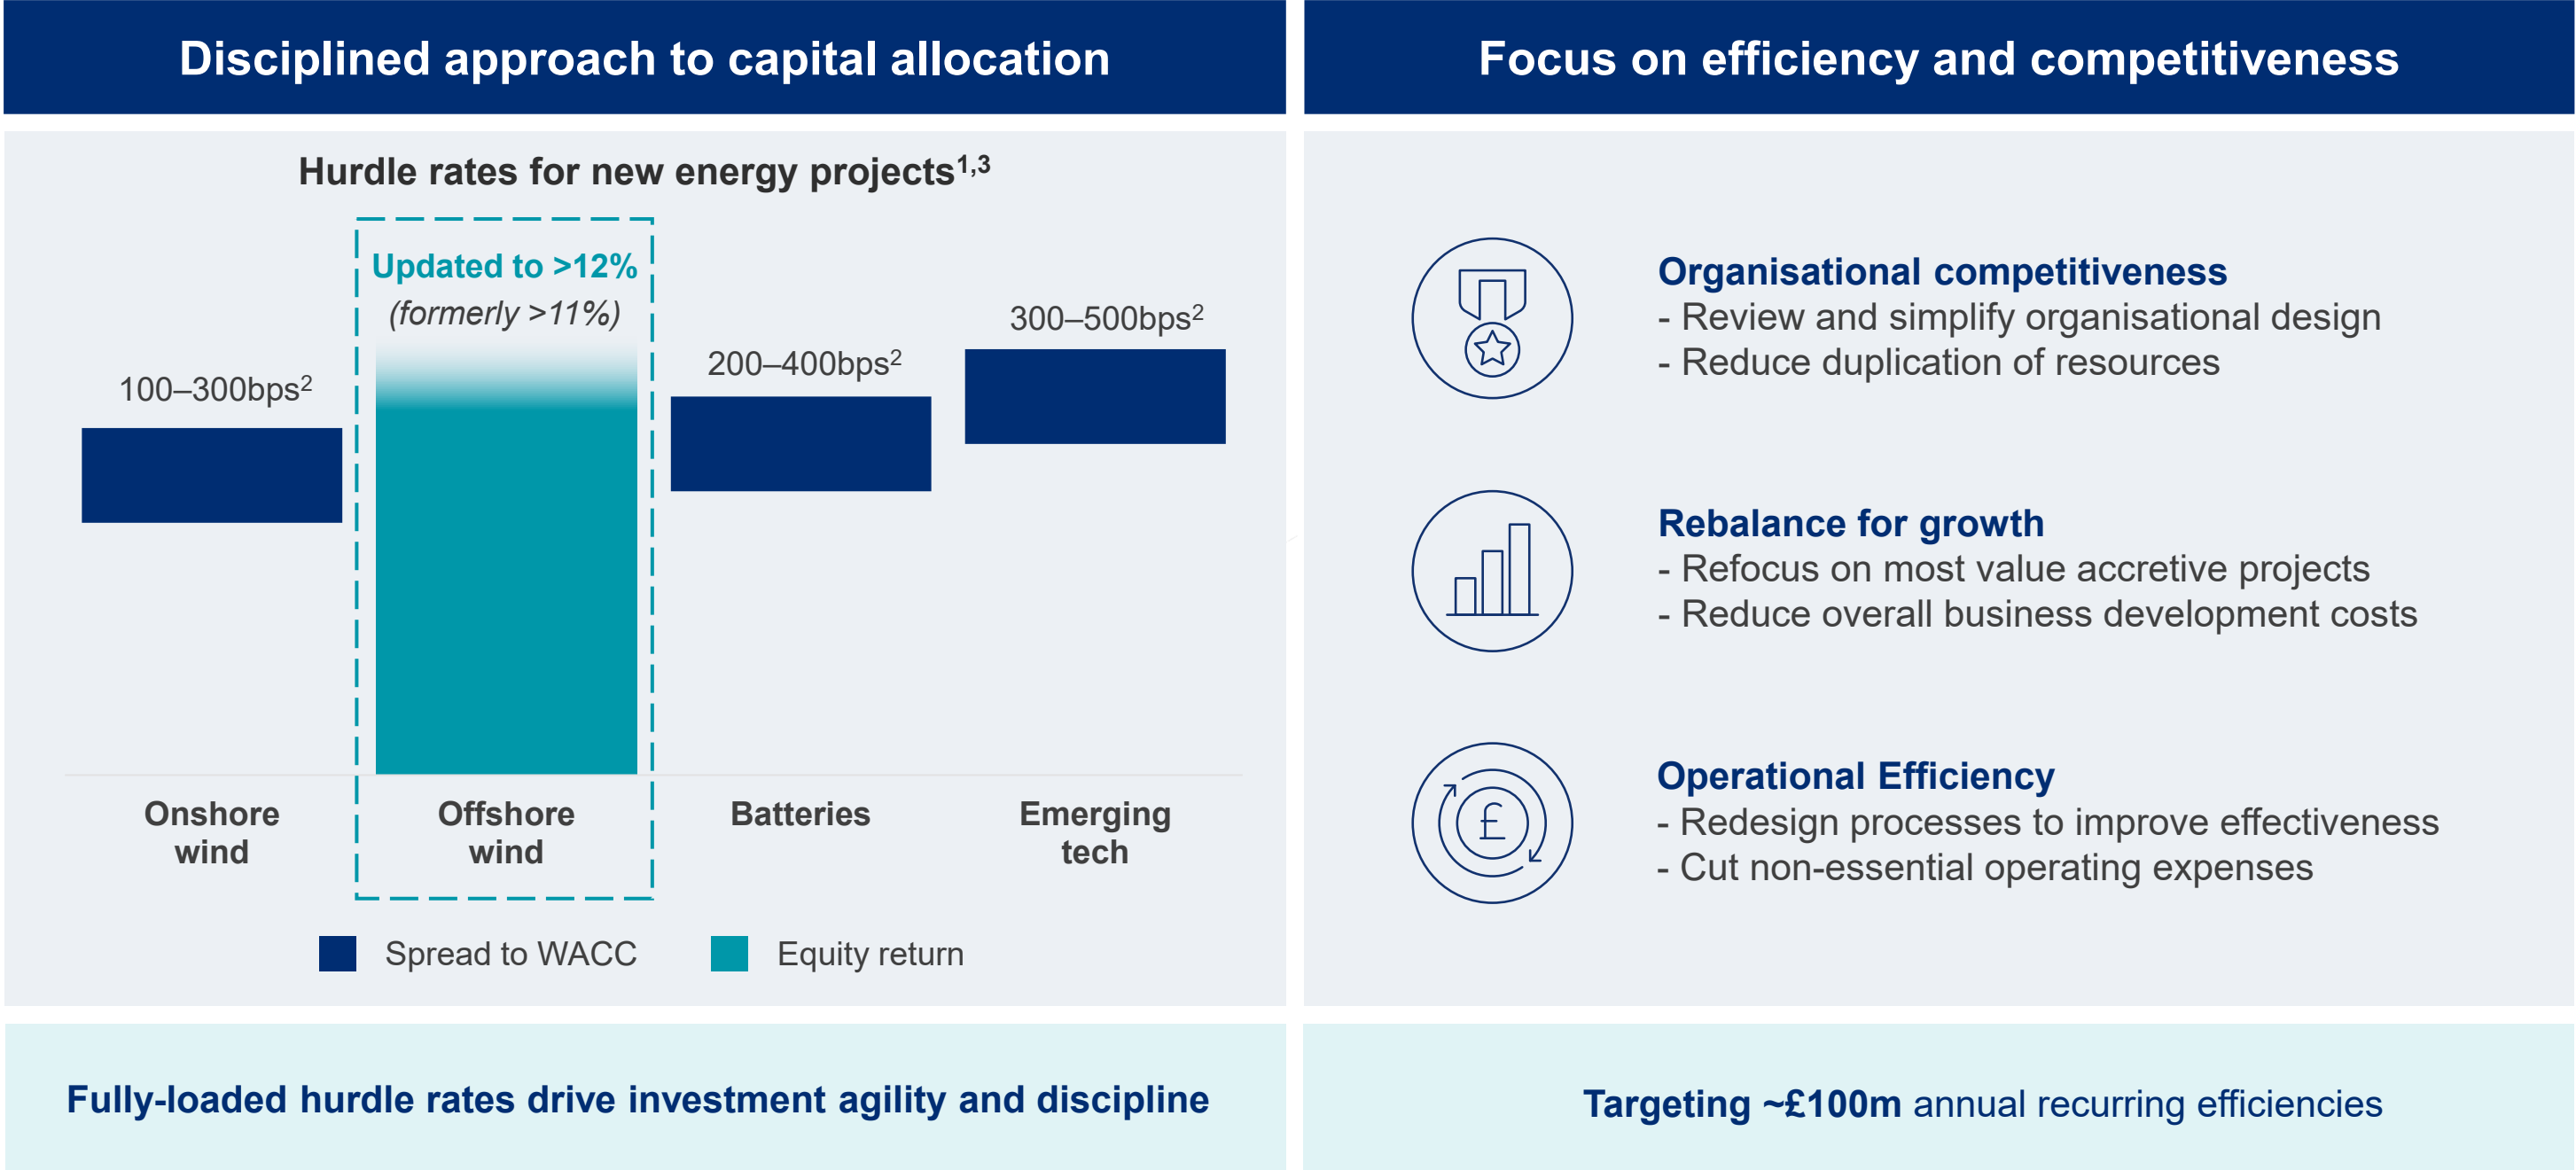 Disciplined approach to capital allocation
Hurdle rates for new energy projects¹,³
Updated to >12%
(formerly >11%)
100–300bps²
200–400bps²
300–500bps²
Onshore
wind
Offshore
wind
Batteries
Emerging
tech
Spread to WACC
Equity return
Fully-loaded hurdle rates drive investment agility and discipline
Focus on efficiency and competitiveness
Organisational competitiveness
- Review and simplify organisational design
- Reduce duplication of resources
Rebalance for growth
- Refocus on most value accretive projects
- Reduce overall business development costs
£
Operational Efficiency
- Redesign processes to improve effectiveness
- Cut non-essential operating expenses
Targeting ~£100m annual recurring efficiencies